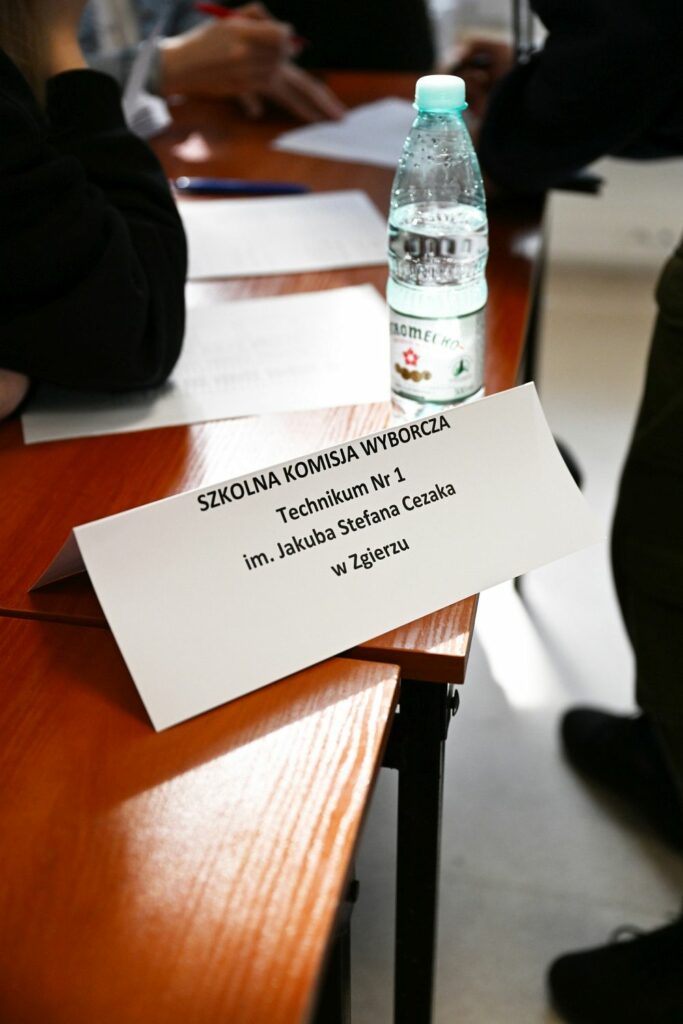 SZKOLNA KOMISJA WYBORCZA
Technikum Nr 1
im. Jakuba Stefana Cezaka
w Zgierzu